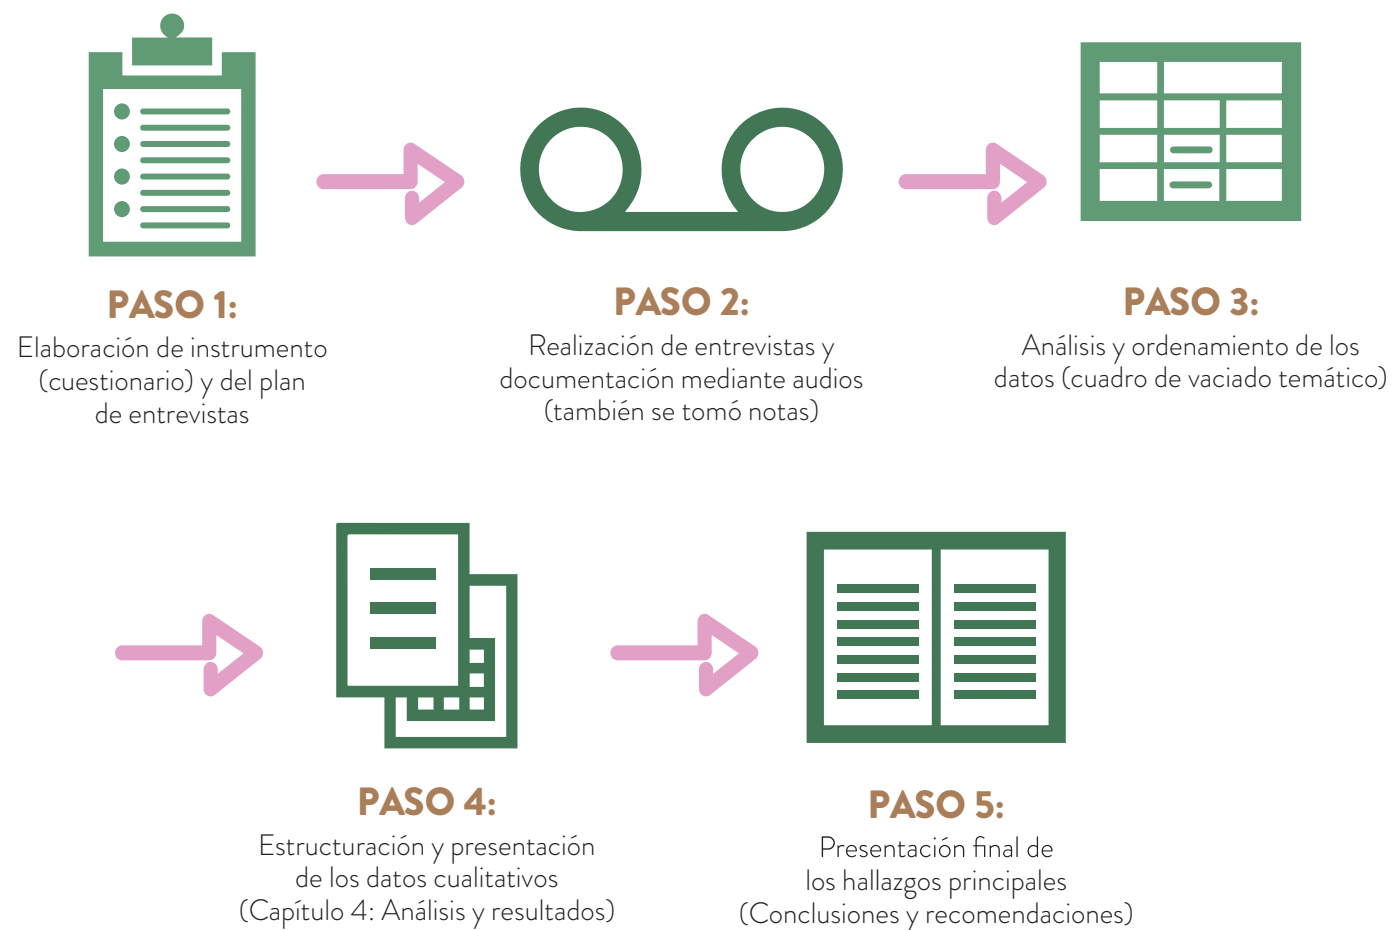 PASO 1:
Elaboración de instrumento
(cuestionario) y del plan
de entrevistas
PASO 2:
Realización de entrevistas y
documentación mediante audios
(también se tomó notas)
PASO 3:
Análisis y ordenamiento de los
datos (cuadro de vaciado temático)
PASO 4:
Estructuración y presentación
de los datos cualitativos
(Capítulo 4: Análisis y resultados)
PASO 5:
Presentación final de
los hallazgos principales
(Conclusiones y recomendaciones)